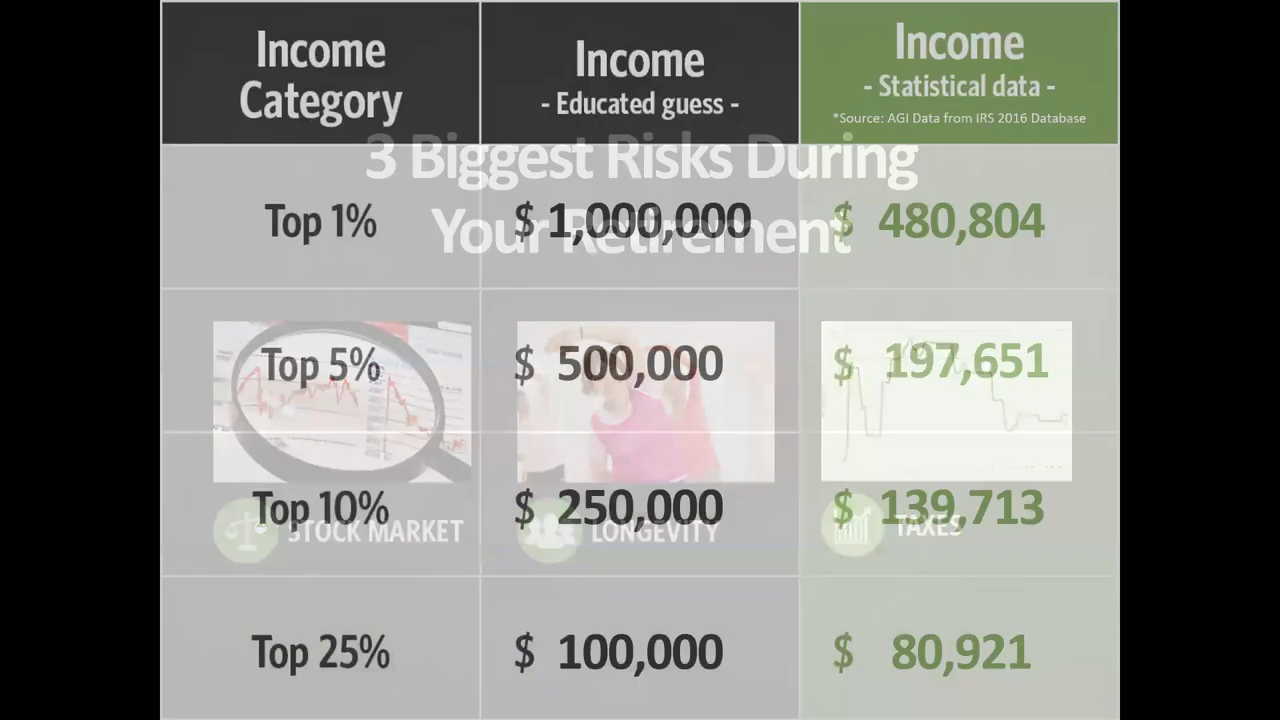 Income
Category
Income
- Educated guess -
Income
- Statistical data -
*Source: AGI Data from IRS 2016 Database
3 Biggest Risks During
Your Retirement
Top 1%
$ 1,000,000
$ 480,804
Top 5%
$ 500,000
$ 197,651
Top 10%
$ 250,000
$ 139,713
STOCK MARKET
LONGEVITY
TAXES
Top 25%
$ 100,000
$ 80,921